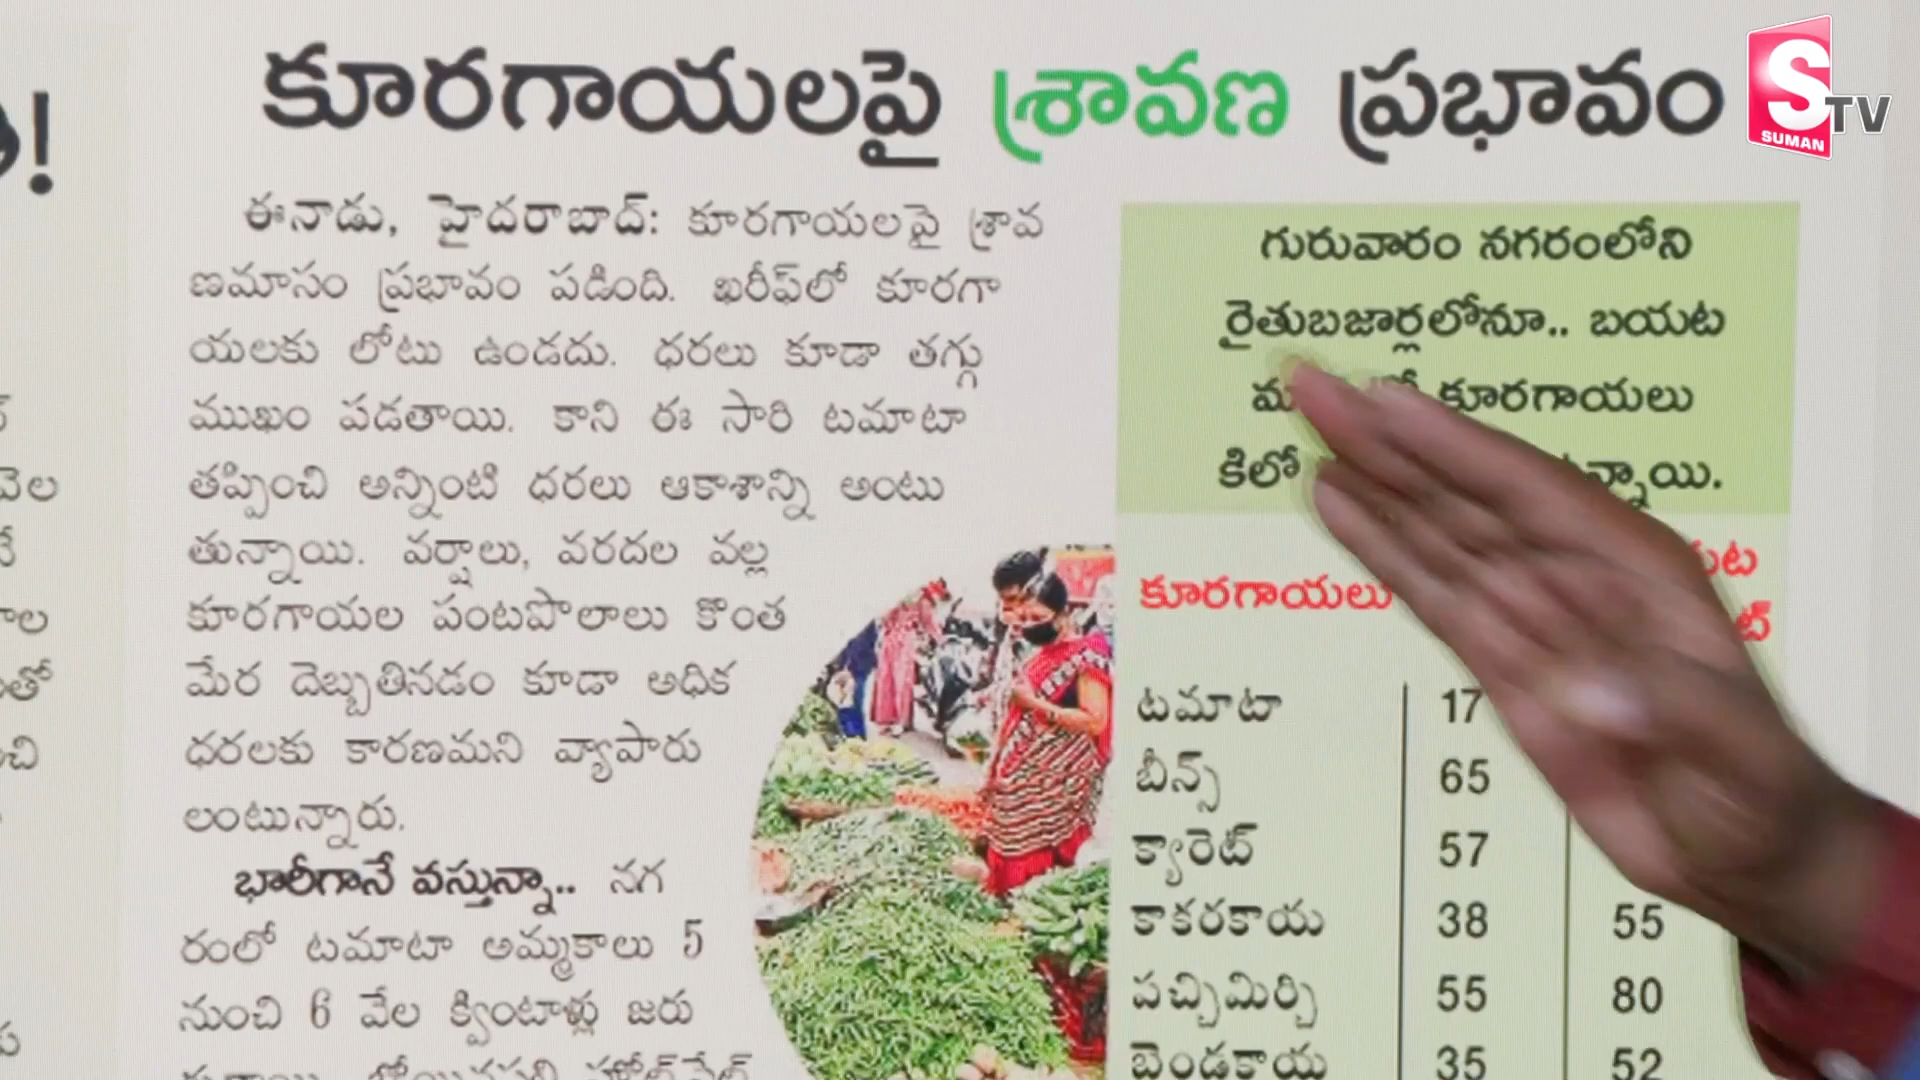 కూరగాయలపై శ్రావణ ప్రభావం
S TV
SUMAN
ఈనాడు, హైదరాబాద్: కూరగాయలపై శ్రావ
ణమాసం ప్రభావం పడింది. ఖరీఫ్‌లో కూరగా
యలకు లోటు ఉండదు. ధరలు కూడా తగ్గు
ముఖం పడతాయి. కాని ఈ సారి టమాటా
తప్పించి అన్నింటి ధరలు ఆకాశాన్ని అంటు
తున్నాయి. వర్షాలు, వరదల వల్ల
కూరగాయల పంటపొలాలు కొంత
మేర దెబ్బతినడం కూడా అధిక
ధరలకు కారణమని వ్యాపారు
లంటున్నారు.
భారీగానే వస్తున్నా.. నగ
రంలో టమాటా అమ్మకాలు 5
నుంచి 6 వేల క్వింటాళ్లు జరు
గురువారం నగరంలోని
రైతుబజార్లలోనూ.. బయట
కూరగాయలు
కిలో
కూరగాయలు
టమాటా 17
బీన్స్ 65
క్యారెట్ 57
కాకరకాయ 38 55
పచ్చిమిర్చి 55 80
బెండకాయ 35 52